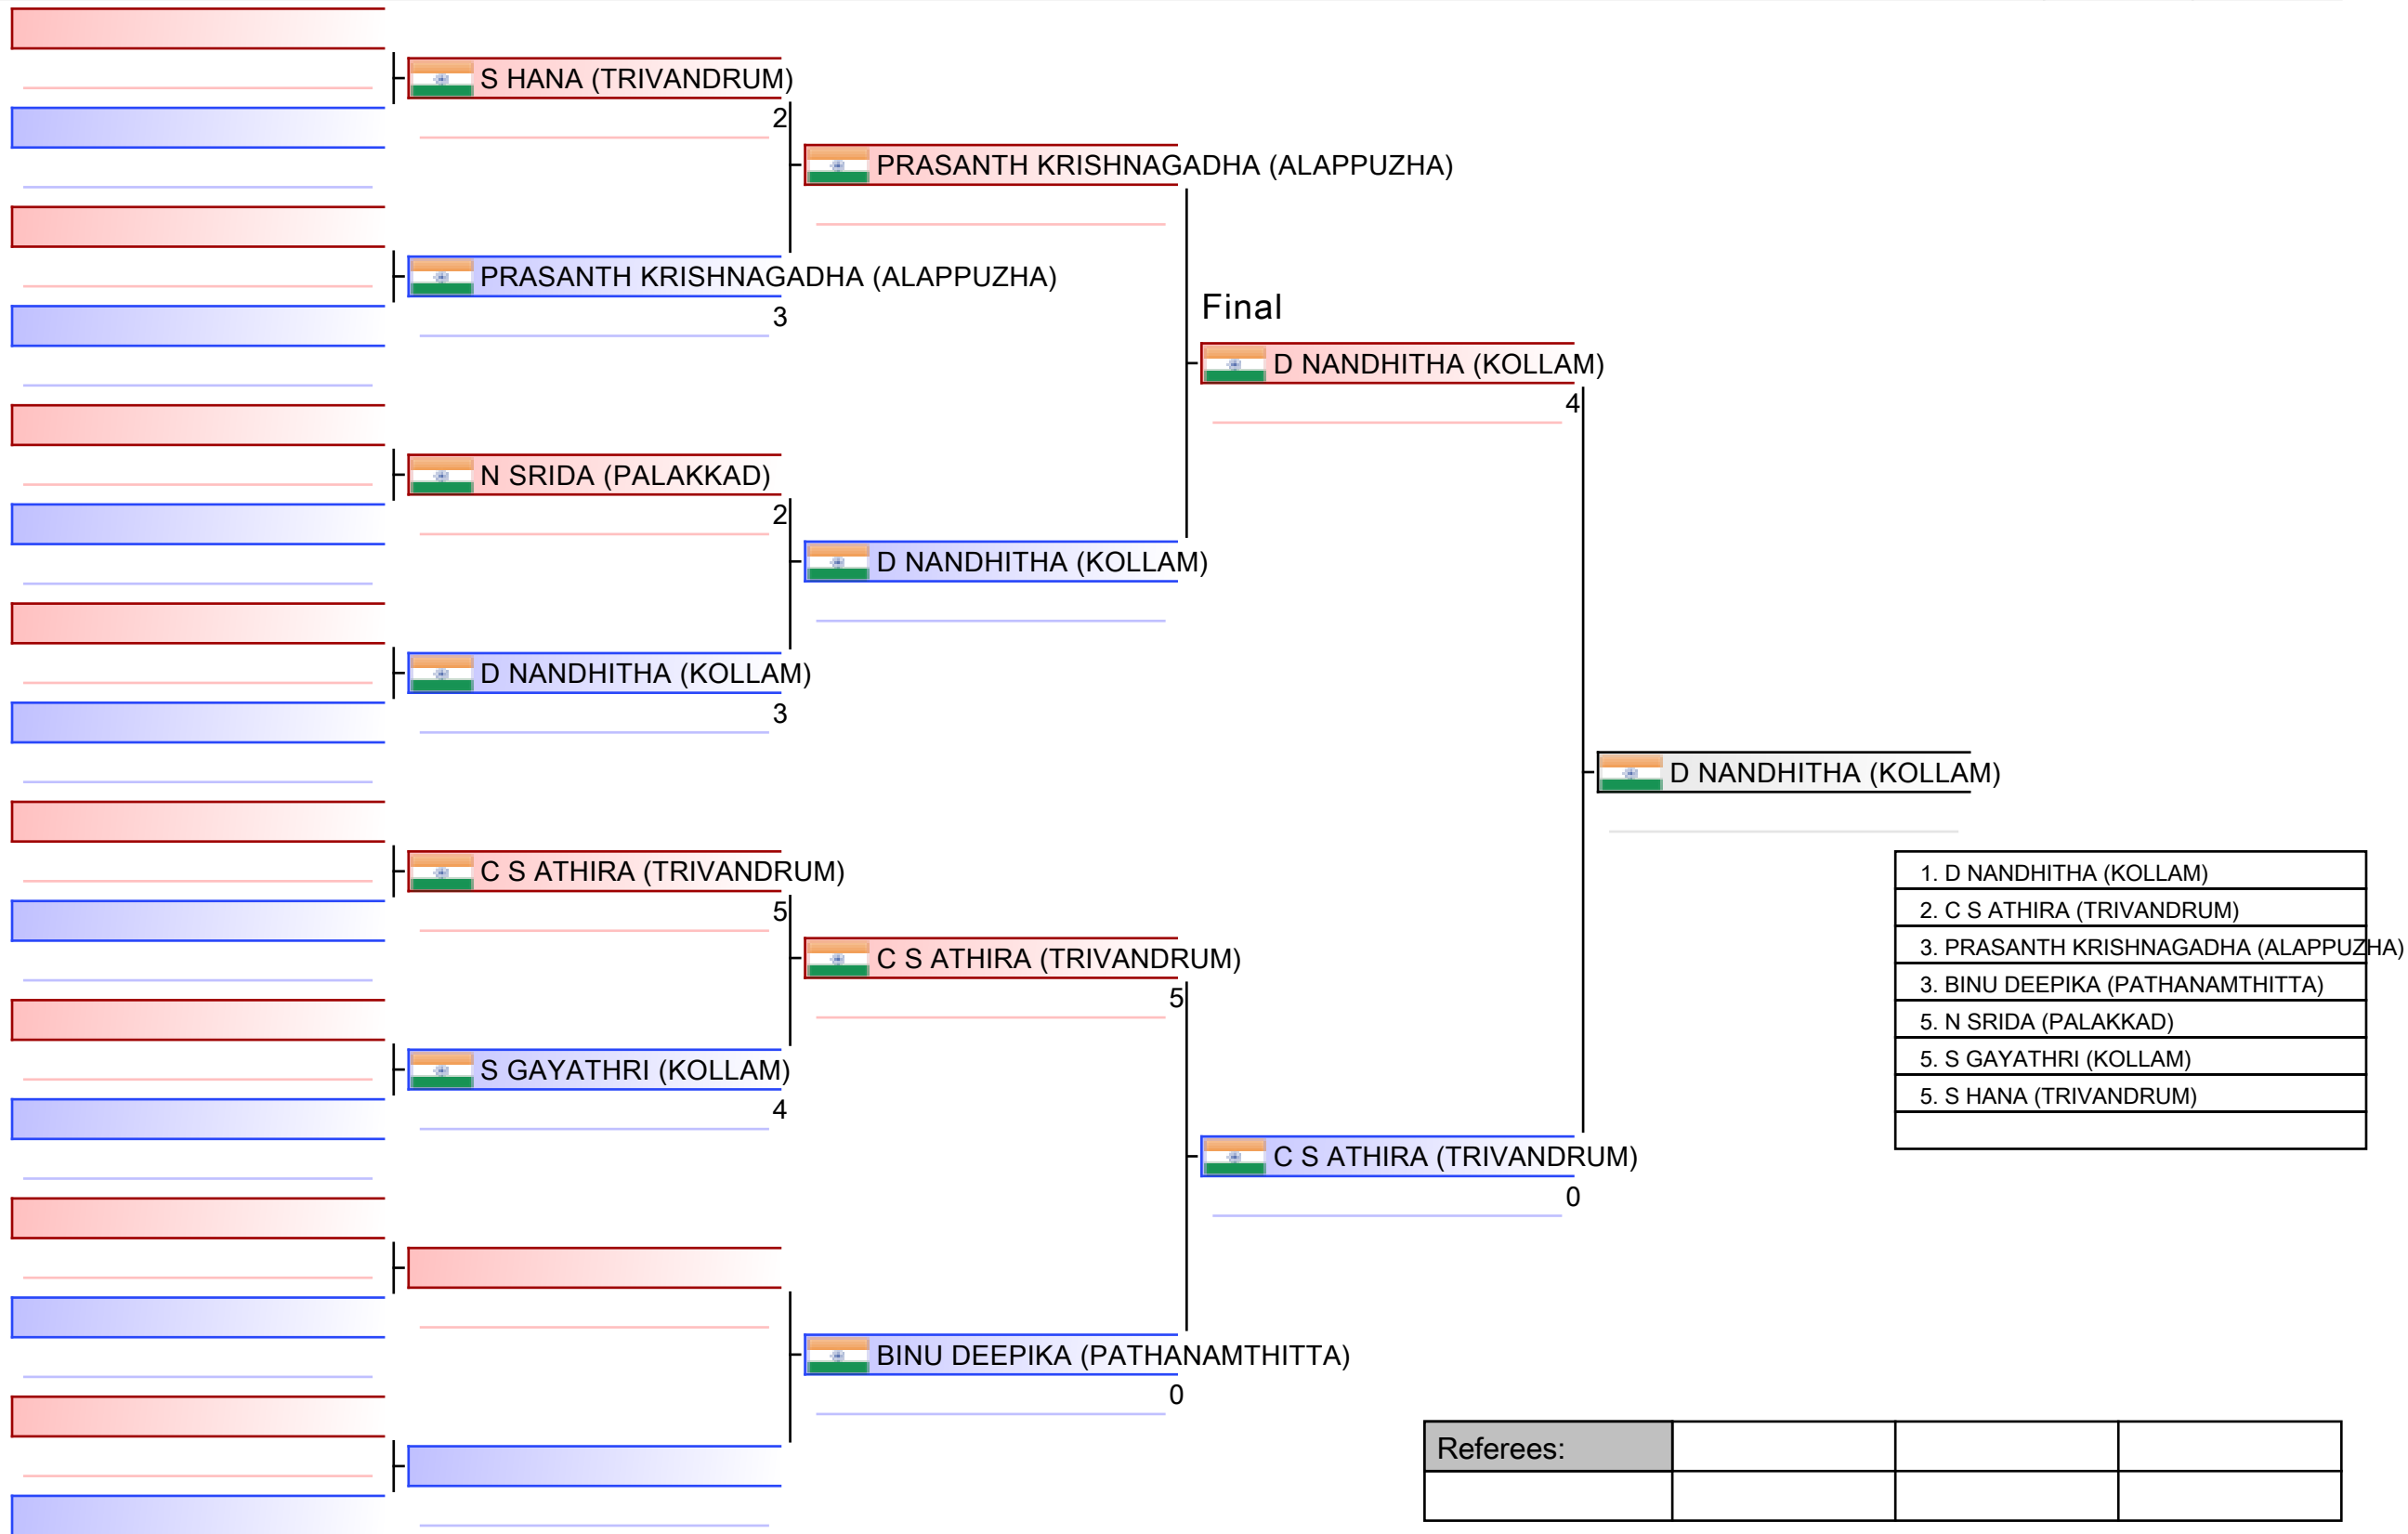 S HANA (TRIVANDRUM)
2
PRASANTH KRISHNAGADHA (ALAPPUZHA)
PRASANTH KRISHNAGADHA (ALAPPUZHA)
3
Final
D NANDHITHA (KOLLAM)
4
N SRIDA (PALAKKAD)
2
D NANDHITHA (KOLLAM)
D NANDHITHA (KOLLAM)
3
D NANDHITHA (KOLLAM)
C S ATHIRA (TRIVANDRUM)
5
C S ATHIRA (TRIVANDRUM)
5
S GAYATHRI (KOLLAM)
4
C S ATHIRA (TRIVANDRUM)
0
BINU DEEPIKA (PATHANAMTHITTA)
0
1. D NANDHITHA (KOLLAM)
2. C S ATHIRA (TRIVANDRUM)
3. PRASANTH KRISHNAGADHA (ALAPPUZHA)
3. BINU DEEPIKA (PATHANAMTHITTA)
5. N SRIDA (PALAKKAD)
5. S GAYATHRI (KOLLAM)
5. S HANA (TRIVANDRUM)
Referees: